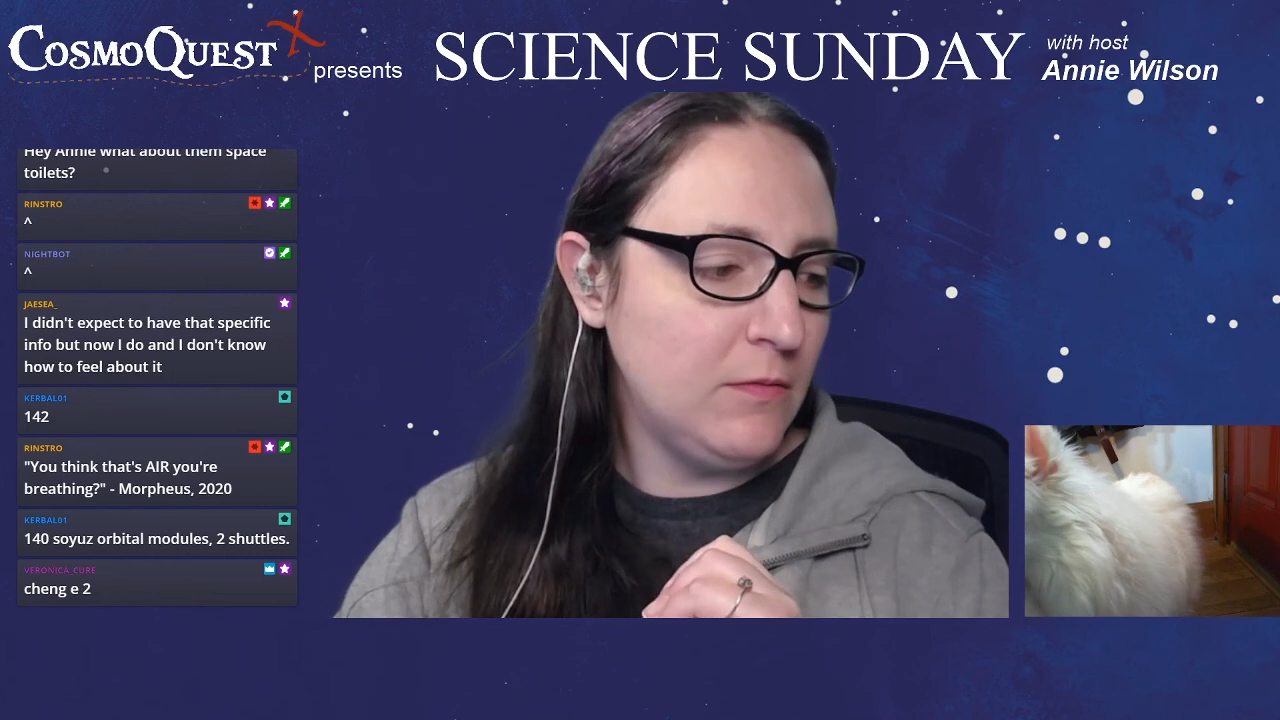 CosmoQuest X
presents
SCIENCE SUNDAY
with host
Annie Wilson
Hey Annie what about them space
toilets?
RINSTRO
^
NIGHTBOT
^
JAESEA_
I didn't expect to have that specific
info but now I do and I don't know
how to feel about it
KERBAL01
142
RINSTRO
"You think that's AIR you're
breathing?" - Morpheus, 2020
KERBAL01
140 soyuz orbital modules, 2 shuttles.
VERONICA_CURE
cheng e 2